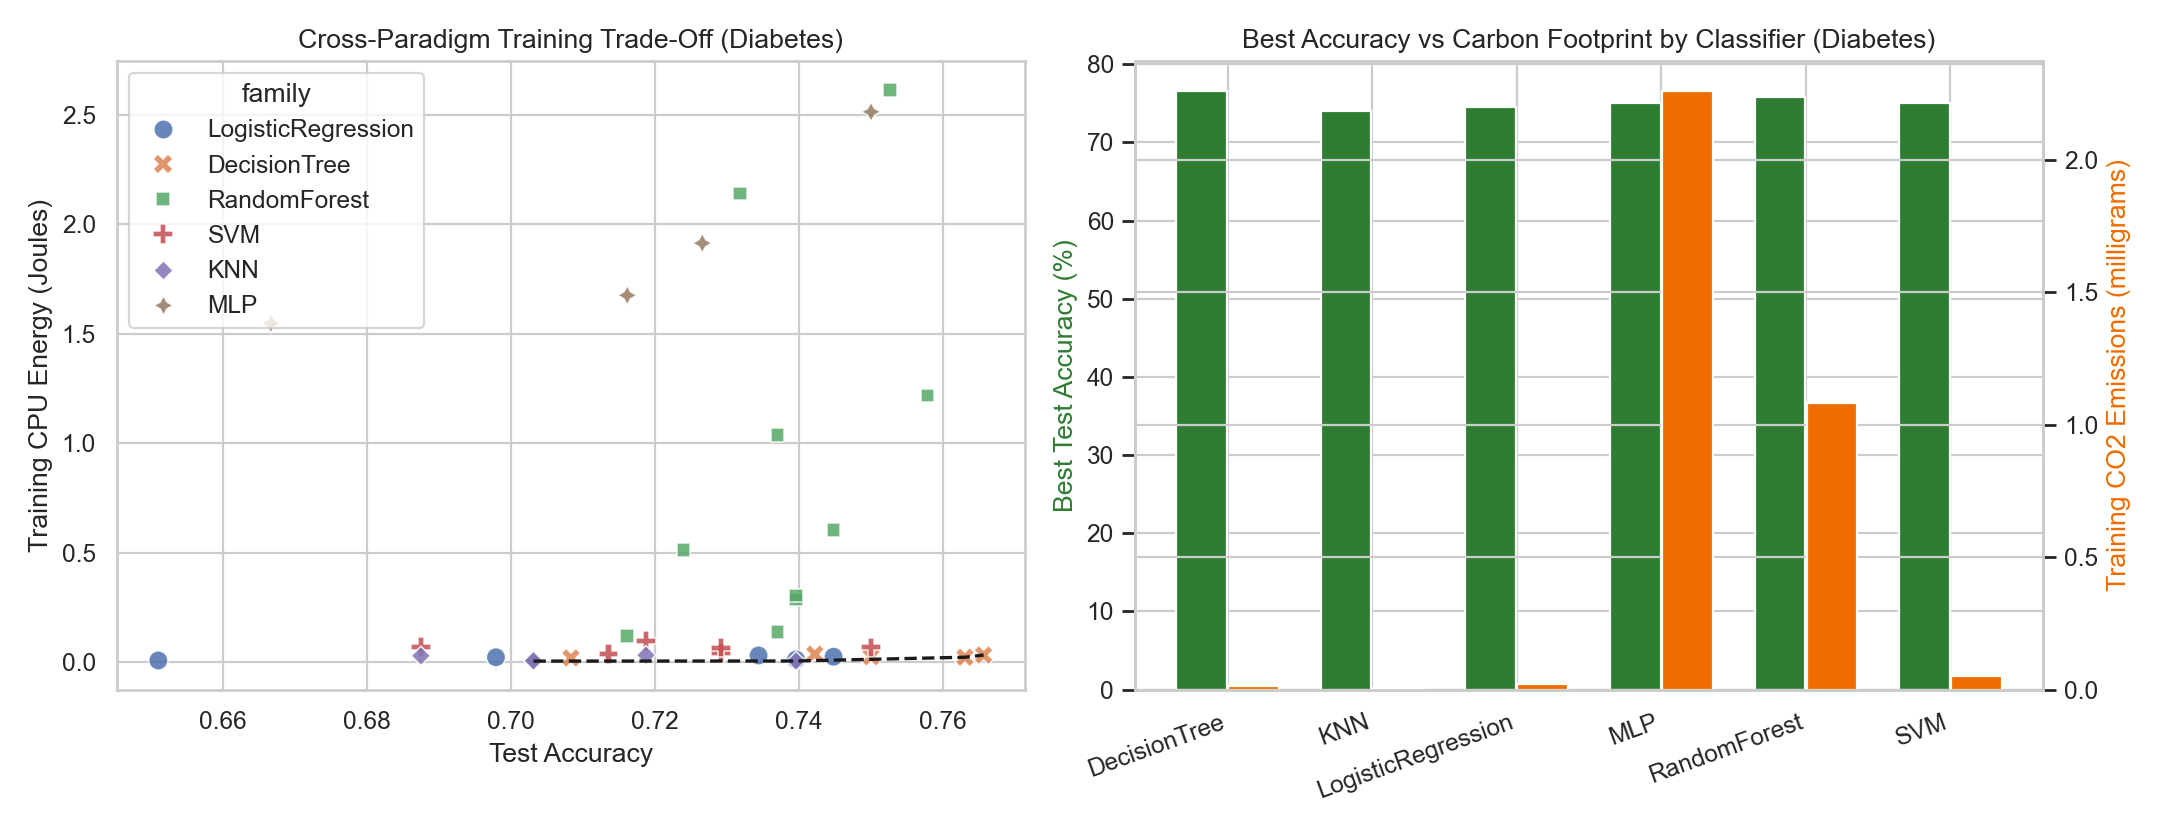 Cross-Paradigm Training Trade-Off (Diabetes)
Training CPU Energy (Joules)
2.5
2.0
1.5
1.0
0.5
0.0
family
LogisticRegression
DecisionTree
RandomForest
SVM
KNN
MLP
0.66
0.68
0.70
0.72
0.74
0.76
Test Accuracy
Best Accuracy vs Carbon Footprint by Classifier (Diabetes)
Best Test Accuracy (%)
80
70
60
50
40
30
20
10
0
DecisionTree
KNN
LogisticRegression
MLP
RandomForest
SVM
2.0
1.5
1.0
0.5
0.0
Training CO2 Emissions (milligrams)